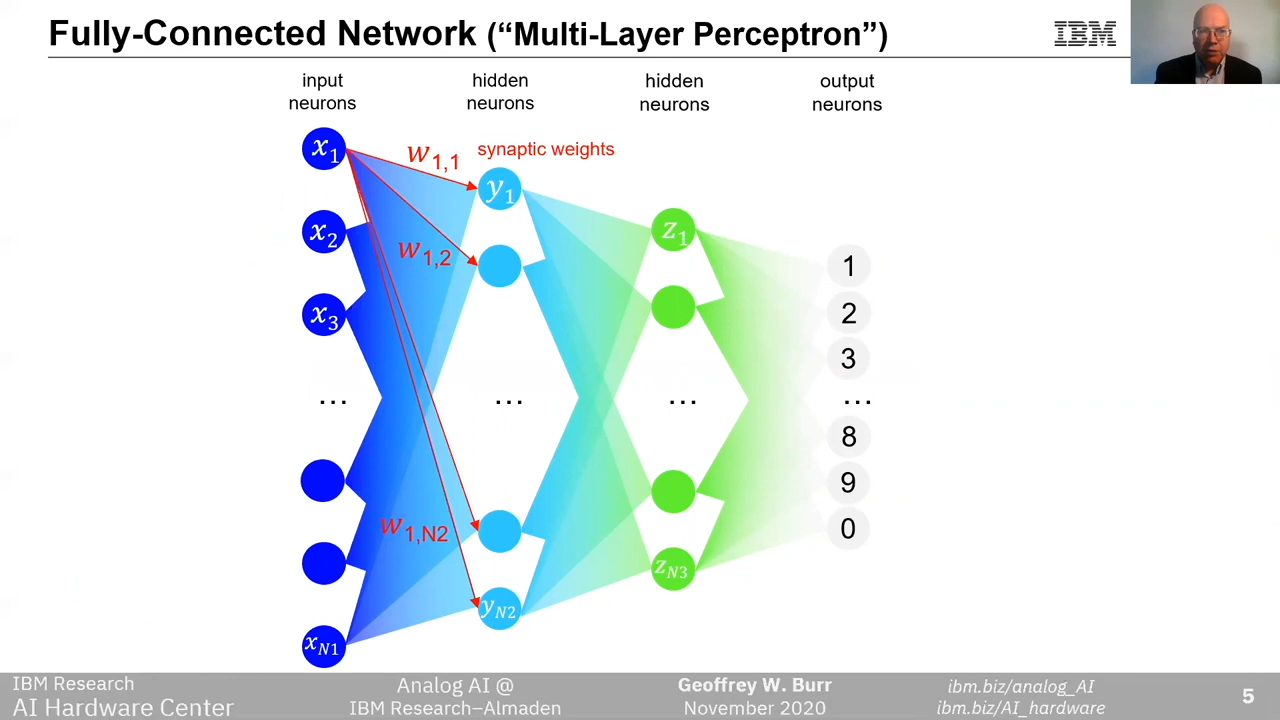 Fully-Connected Network (“Multi-Layer Perceptron”)
IBM
input
neurons
hidden
neurons
hidden
neurons
output
neurons
synaptic weights
x1
x2
x3
...
xN1
w1,1
w1,2
w1,N2
y1
...
yN2
z1
...
zN3
1
2
3
...
8
9
0
IBM Research
AI Hardware Center
Analog AI @
IBM Research–Almaden
Geoffrey W. Burr
November 2020
ibm.biz/analog_AI
ibm.biz/AI_hardware
5